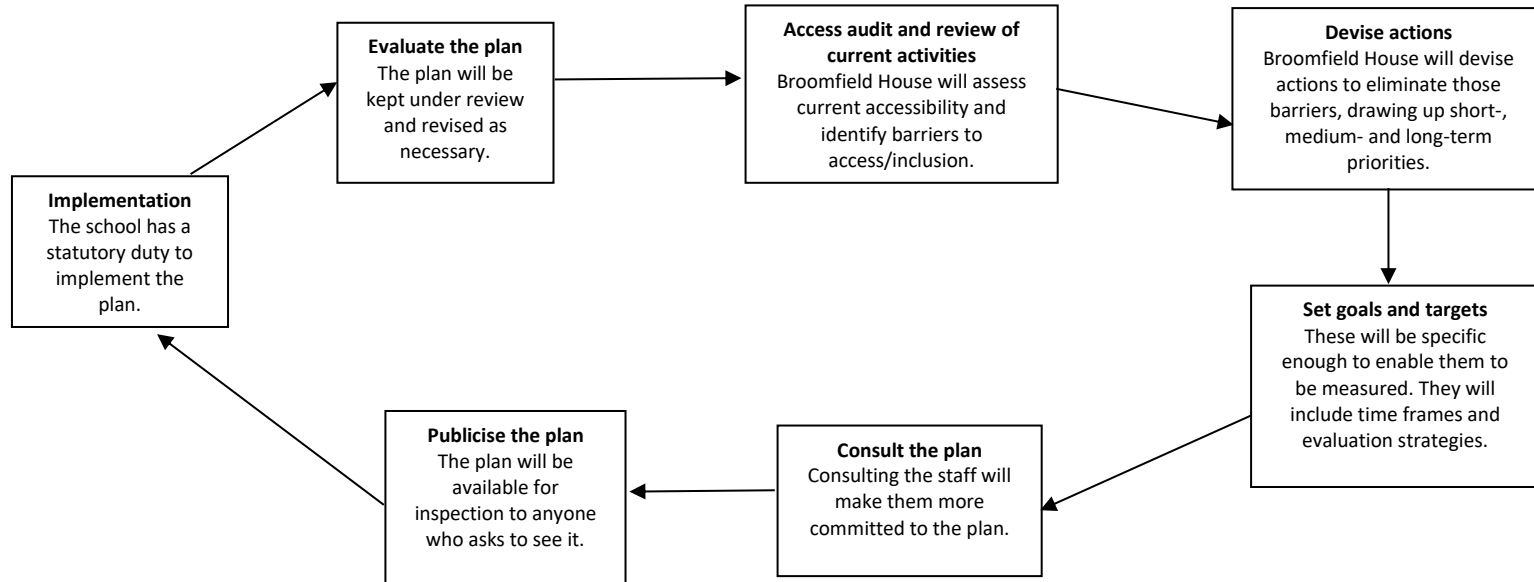 Evaluate the plan
The plan will be
kept under review
and revised as
necessary.
Access audit and review of
current activities
Broomfield House will assess
current accessibility and
identify barriers to
access/inclusion.
Devise actions
Broomfield House will devise
actions to eliminate those
barriers, drawing up short-,
medium- and long-term
priorities.
Set goals and targets
These will be specific
enough to enable them to
be measured. They will
include time frames and
evaluation strategies.
Consult the plan
Consulting the staff will
make them more
committed to the plan.
Publicise the plan
The plan will be
available for
inspection to anyone
who asks to see it.
Implementation
The school has a
statutory duty to
implement the
plan.